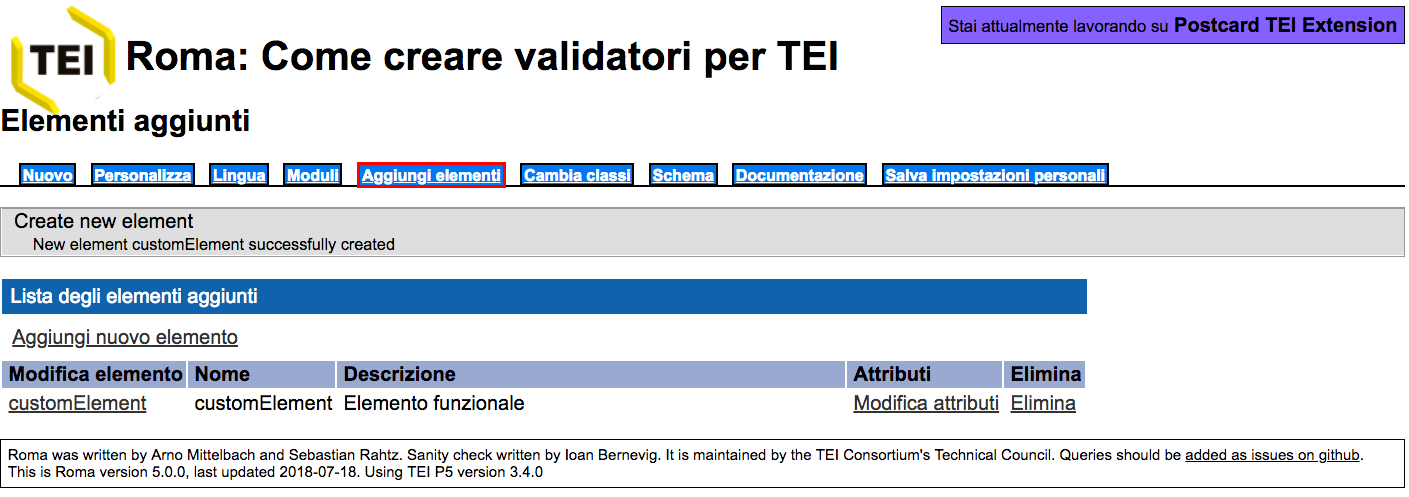 Stai attualmente lavorando su Postcard TEI Extension
TEI
Roma: Come creare validatori per TEI
Elementi aggiunti
Nuovo Personalizza Lingua Moduli Aggiungi elementi Cambia classi Schema Documentazione Salva impostazioni personali
Create new element
New element customElement successfully created
Lista degli elementi aggiunti
Aggiungi nuovo elemento
Modifica elemento Nome Descrizione Attributi Elimina
customElement customElement Elemento funzionale Modifica attributi Elimina
Roma was written by Arno Mittelbach and Sebastian Rahtz. Sanity check written by Ioan Bernevig. It is maintained by the TEI Consortium's Technical Council. Queries should be added as issues on github.
This is Roma version 5.0.0, last updated 2018-07-18. Using TEI P5 version 3.4.0